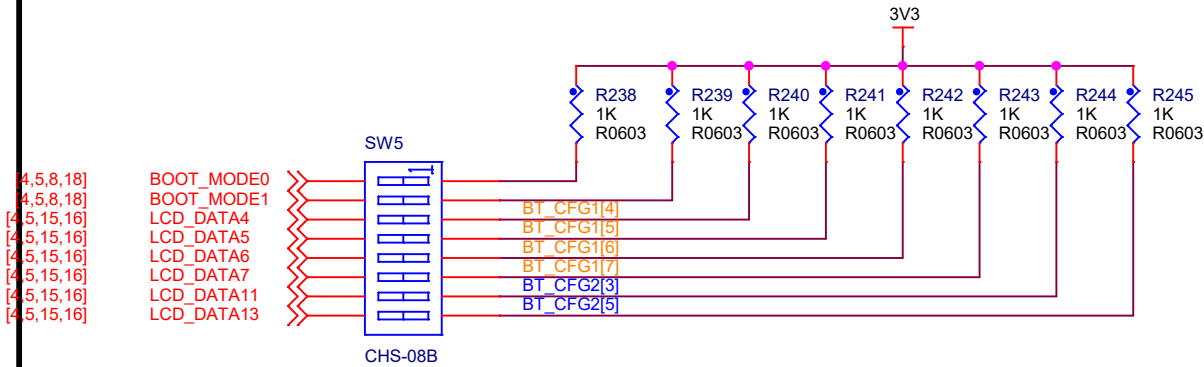 3V3
R238 R239 R240 R241 R242 R243 R244 R245
1K 1K 1K 1K 1K 1K 1K 1K
R0603 R0603 R0603 R0603 R0603 R0603 R0603 R0603
SW5
1
[4,5,8,18] BOOT_MODE0
[4,5,8,18] BOOT_MODE1
[4,5,15,16] LCD_DATA4 BT_CFG1[4]
[4,5,15,16] LCD_DATA5 BT_CFG1[5]
[4,5,15,16] LCD_DATA6 BT_CFG1[6]
[4,5,15,16] LCD_DATA7 BT_CFG1[7]
[4,5,15,16] LCD_DATA11 BT_CFG2[3]
[4,5,15,16] LCD_DATA13 BT_CFG2[5]
CHS-08B